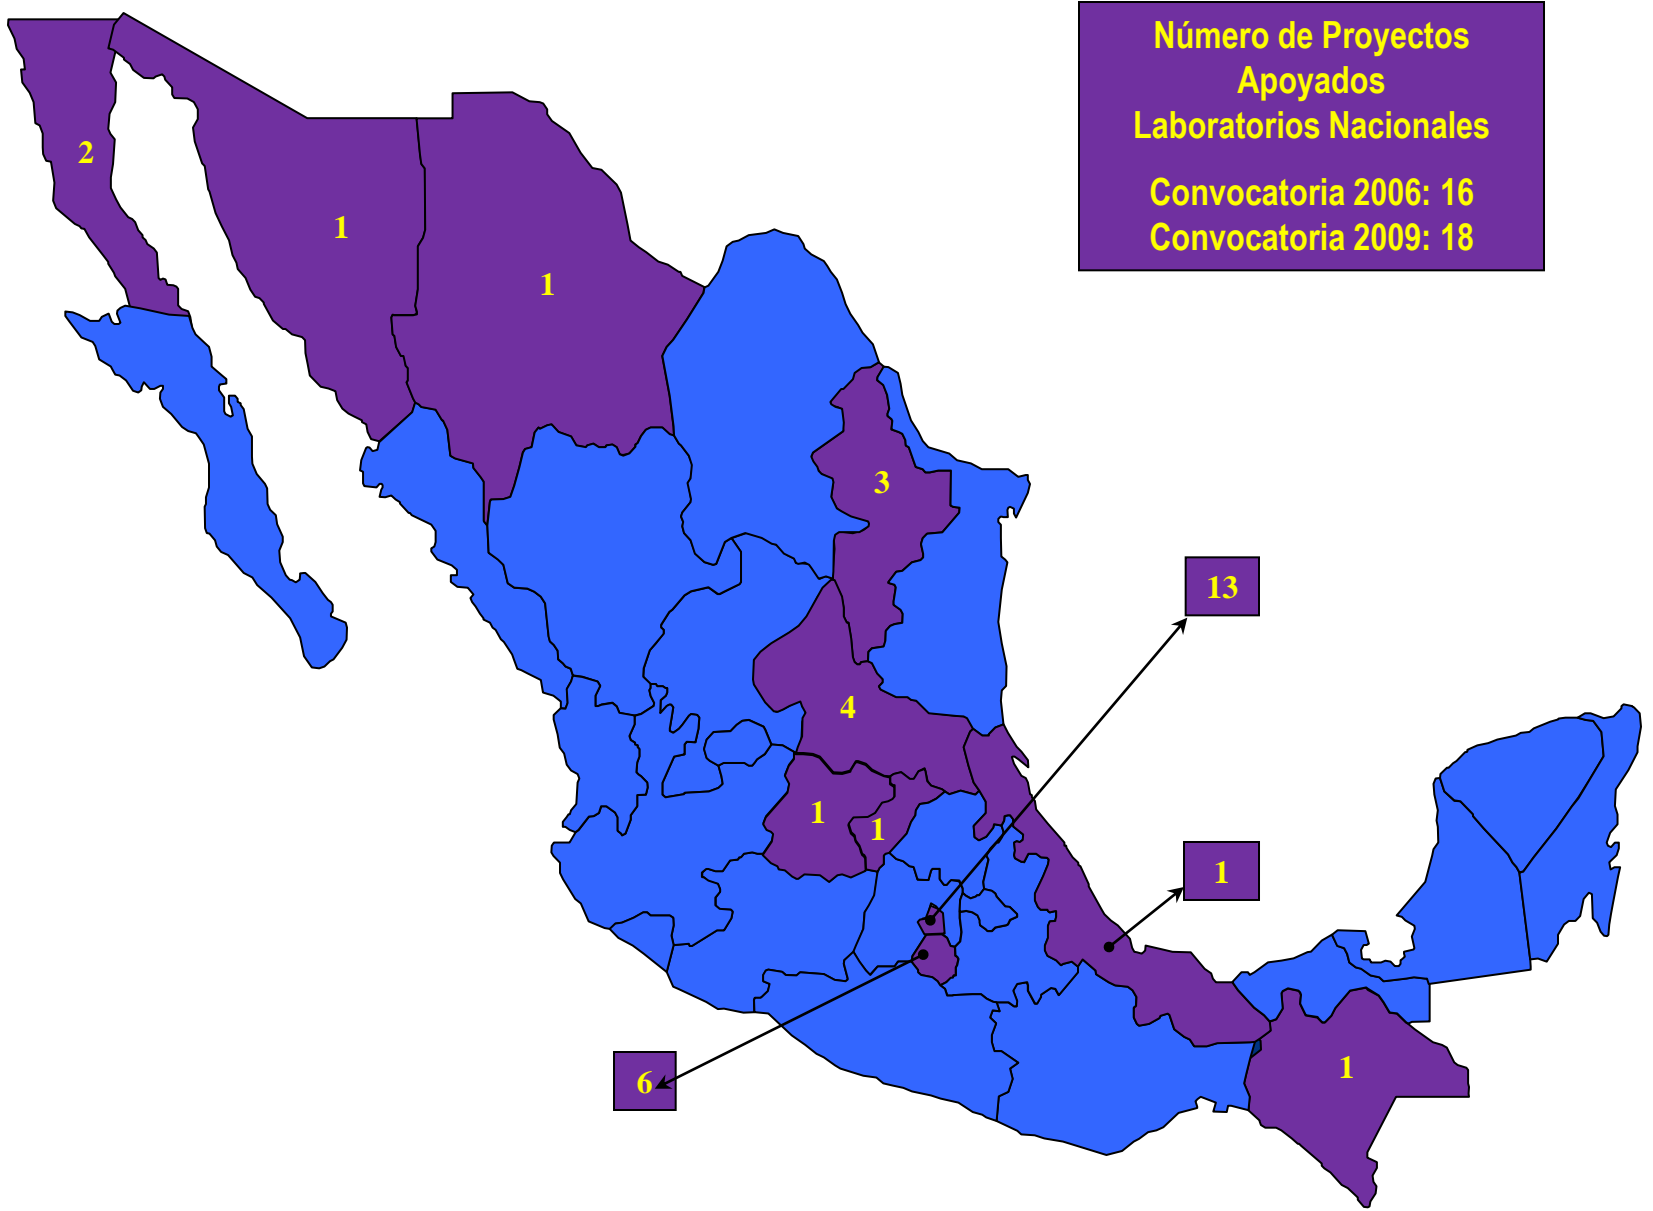 Número de Proyectos
Apoyados
Laboratorios Nacionales
Convocatoria 2006: 16
Convocatoria 2009: 18
2
1
1
3
13
4
1
1
1
6
1